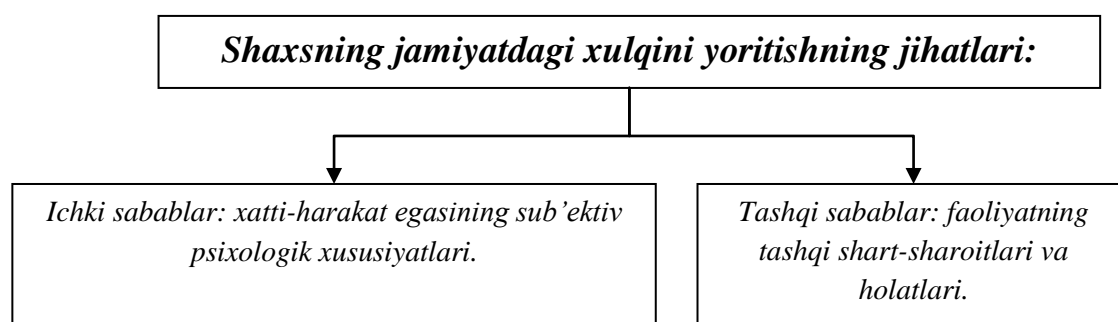 Shaxsning jamiyatdagi xulqini yoritishning jihatlari:
Ichki sabablar: xatti-harakat egasining sub’ektiv
psixologik xususiyatlari.
Tashqi sabablar: faoliyatning
tashqi shart-sharoitlari va
holatlari.